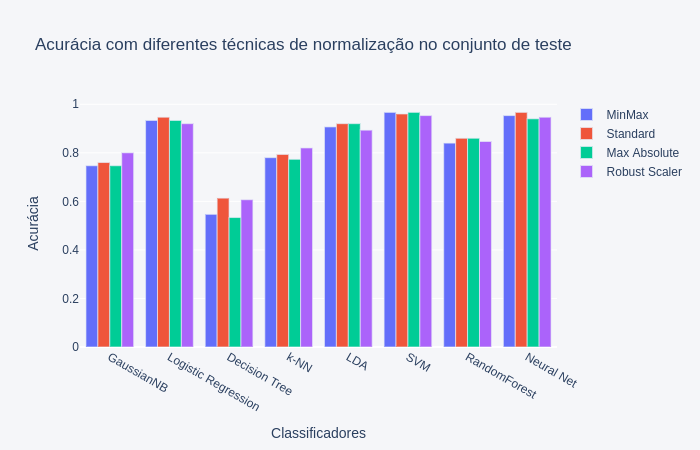 Acurácia com diferentes técnicas de normalização no conjunto de teste
MinMax
Standard
Max Absolute
Robust Scaler
1
0.8
0.6
0.4
0.2
0
Acurácia
GaussianNB
Logistic Regression
Decision Tree
k-NN
LDA
SVM
RandomForest
Neural Net
Classificadores